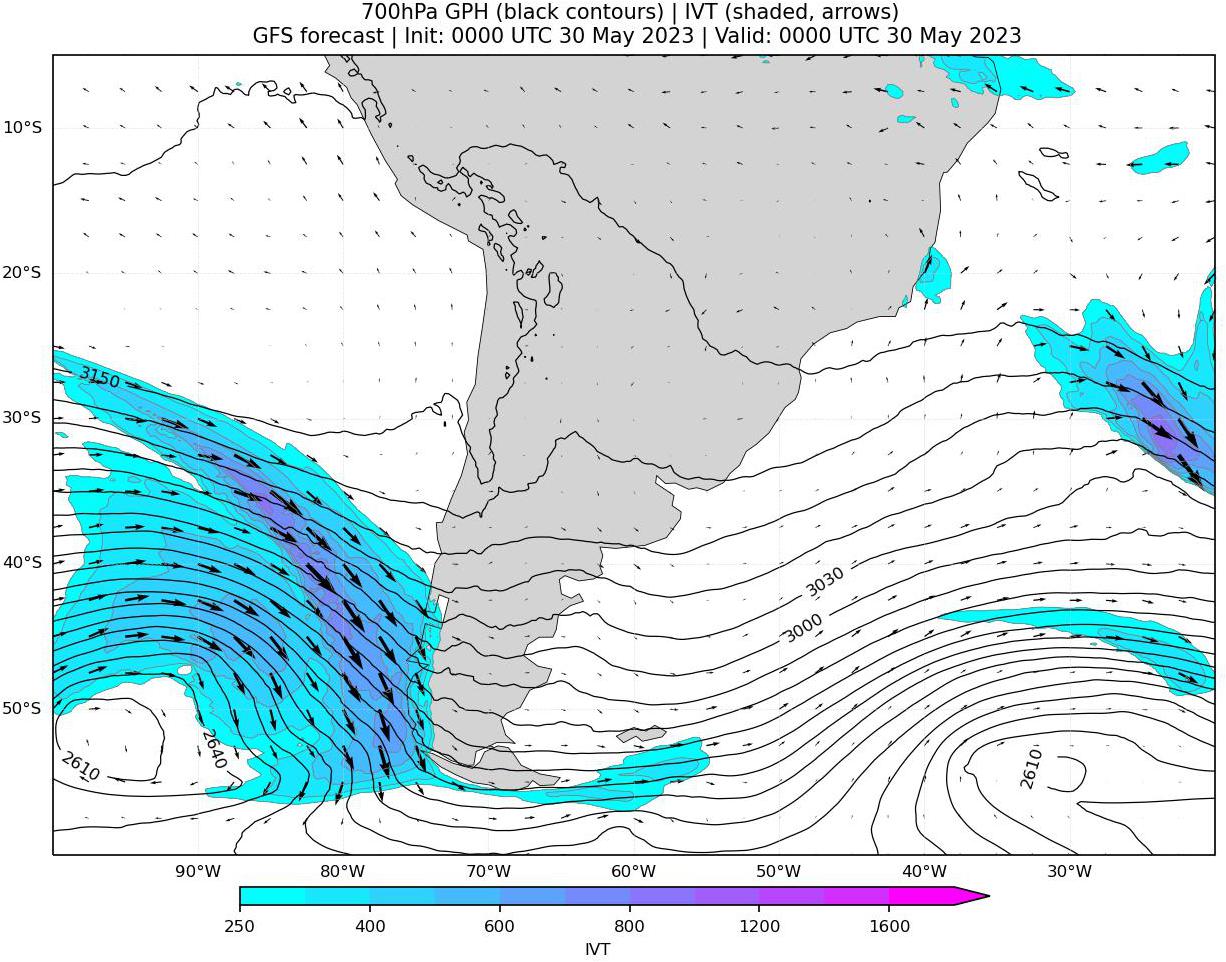 700hPa GPH (black contours) | IVT (shaded, arrows)
GFS forecast | Init: 0000 UTC 30 May 2023 | Valid: 0000 UTC 30 May 2023
10°S
20°S
3150
30°S
40°S
3030
3000
50°S
2640
2610
2610
90°W 80°W 70°W 60°W 50°W 40°W 30°W
250 400 600 800 1200 1600
IVT